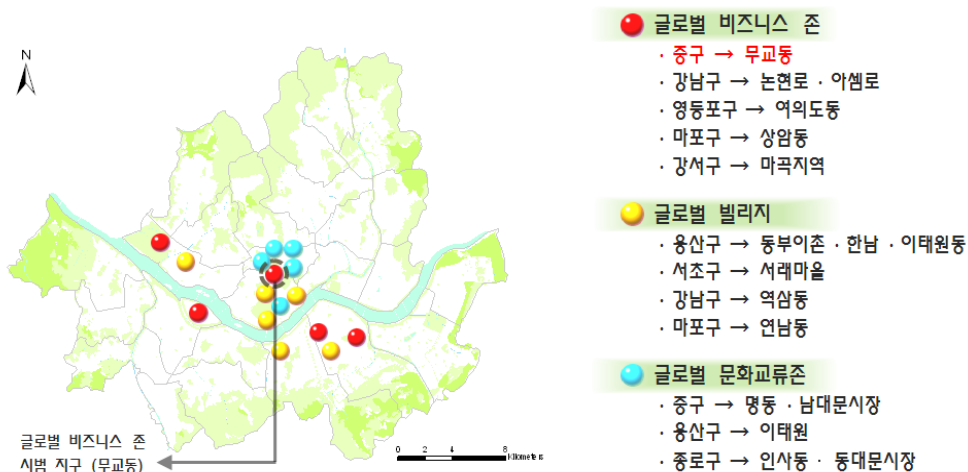 N
글로벌 비즈니스 존
· 중구 → 무교동
· 강남구 → 논현로 · 아셈로
· 영등포구 → 여의도동
· 마포구 → 상암동
· 강서구 → 마곡지역
글로벌 빌리지
· 용산구 → 동부이촌 · 한남 · 이태원동
· 서초구 → 서래마을
· 강남구 → 역삼동
· 마포구 → 연남동
글로벌 문화교류존
· 중구 → 명동 · 남대문시장
· 용산구 → 이태원
· 종로구 → 인사동 · 동대문시장
글로벌 비즈니스 존
시범 지구 (무교동)
0 2 4 8
Kilometers